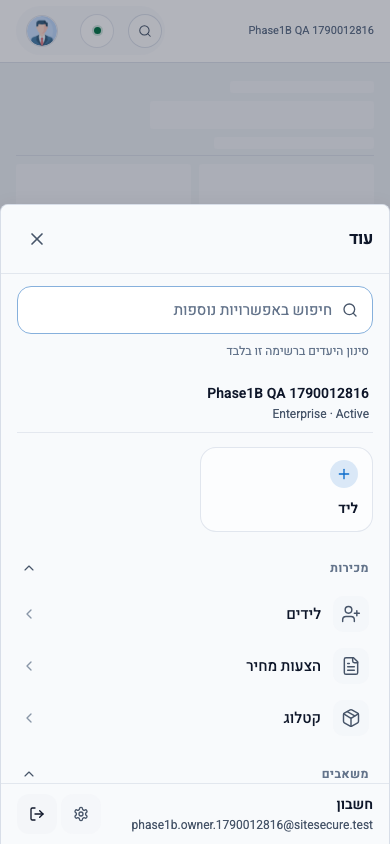 Phase1B QA 1790012816
עוד
חיפוש באפשרויות נוספות
סינון היעדים ברשימה זו בלבד
Phase1B QA 1790012816
Enterprise · Active
ליד
מכירות
לידים
הצעות מחיר
קטלוג
משאבים
חשבון
phase1b.owner.1790012816@sitesecure.test